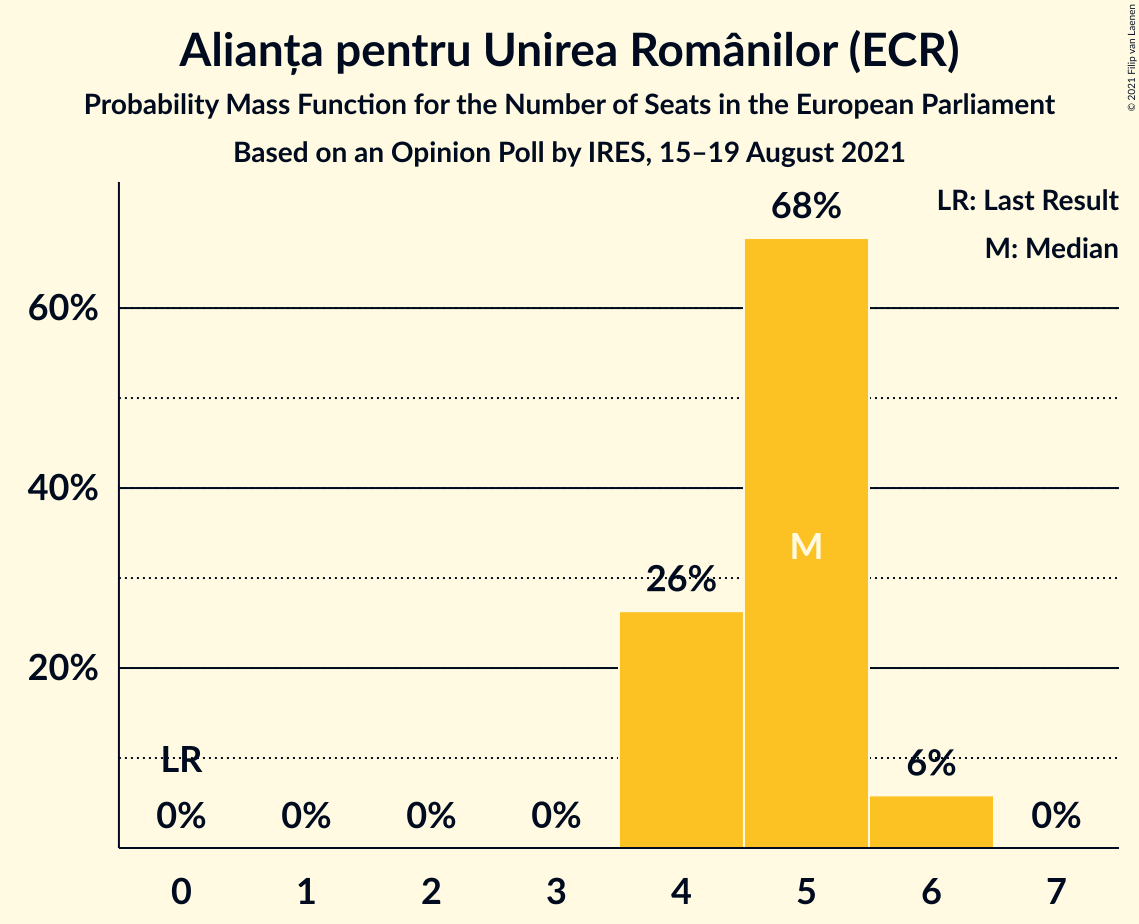 Alianța pentru Unirea Românilor (ECR)
Probability Mass Function for the Number of Seats in the European Parliament
Based on an Opinion Poll by IRES, 15–19 August 2021
© 2021 Filip van Laenen
LR: Last Result
M: Median
68%
60%
40%
M
26%
20%
LR
6%
0% 0% 0% 0% 0%
0 1 2 3 4 5 6 7